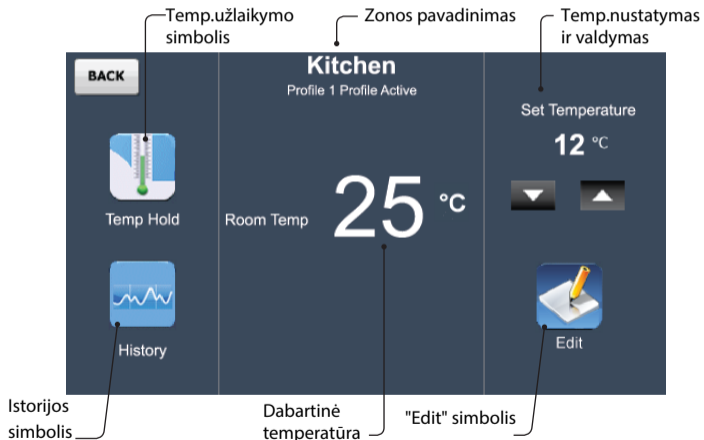 Temp.užlaikymo
simbolis
Zonos pavadinimas
Temp.nustatymas
ir valdymas
BACK
Kitchen
Profile 1 Profile Active
Set Temperature
12 °C
Temp Hold
Room Temp 25 °C
History
Edit
Istorijos
simbolis
Dabartinė
temperatūra
"Edit" simbolis